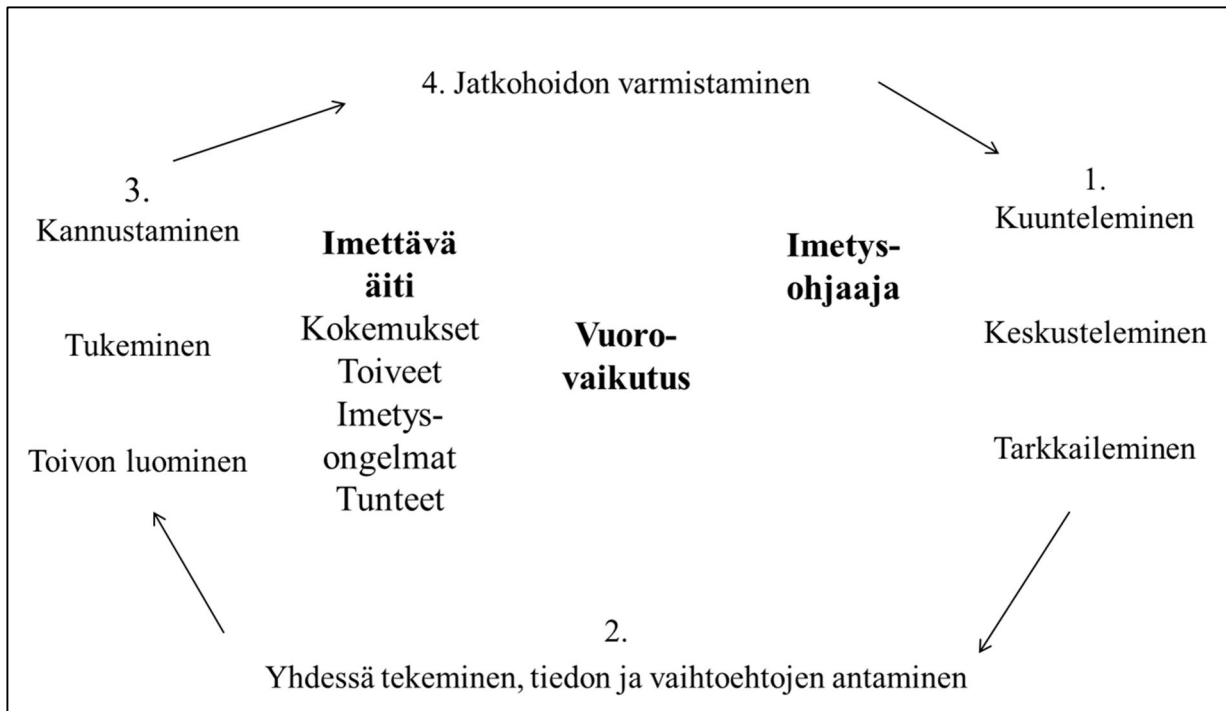 4. Jatkohoidon varmistaminen
1.
Kuunteleminen
Keskusteleminen
Tarkkaileminen
2.
Yhdessä tekeminen, tiedon ja vaihtoehtojen antaminen
3.
Kannustaminen
Tukeminen
Toivon luominen
Imettävä
äiti
Kokemukset
Toiveet
Imetys-
ongelmat
Tunteet
Vuoro-
vaikutus
Imetys-
ohjaaja